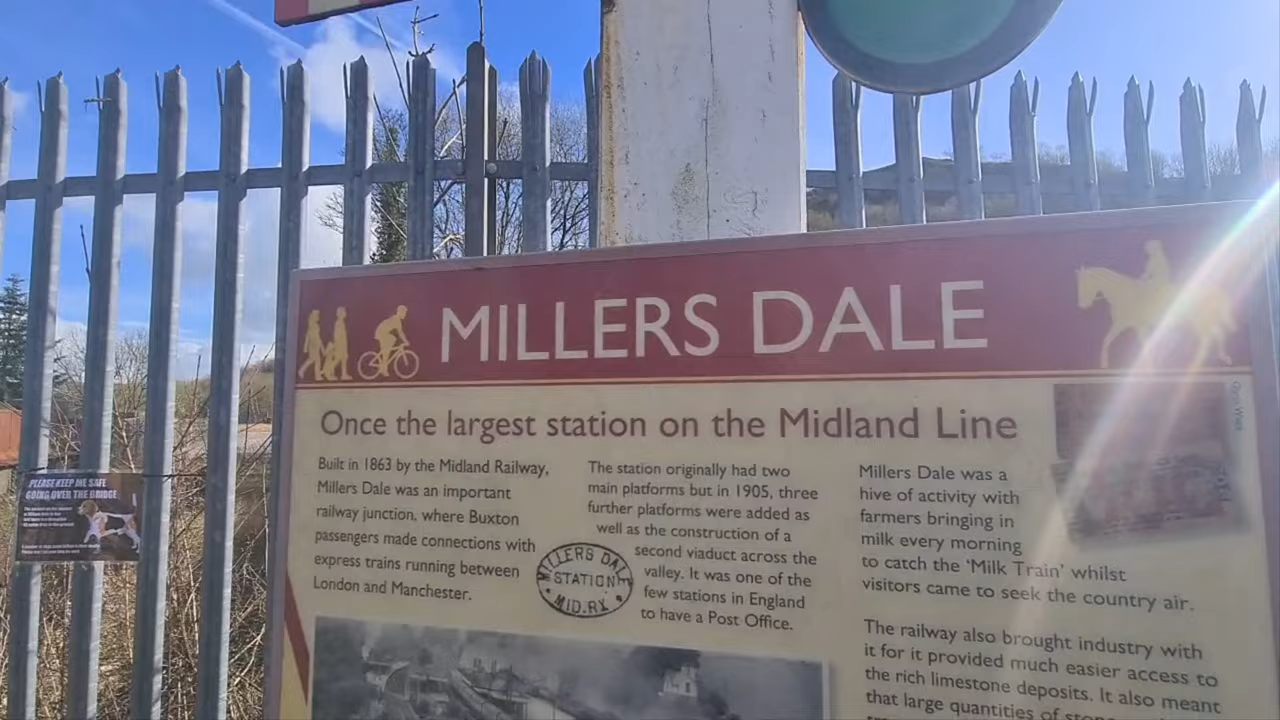 MILLERS DALE
Once the largest station on the Midland Line
Built in 1863 by the Midland Railway,
Millers Dale was an important
railway junction, where Buxton
passengers made connections with
express trains running between
London and Manchester.
The station originally had two
main platforms but in 1905, three
further platforms were added as
well as the construction of a
second viaduct across the
valley. It was one of the
few stations in England
to have a Post Office.
MILLERS DALE
STATION
MID. RY.
Millers Dale was a
hive of activity with
farmers bringing in
milk every morning
to catch the 'Milk Train' whilst
visitors came to seek the country air.
The railway also brought industry with
it for it provided much easier access to
the rich limestone deposits. It also meant
that large quantities of
PLEASE KEEP ME SAFE
GOING OVER THE BRIDGE